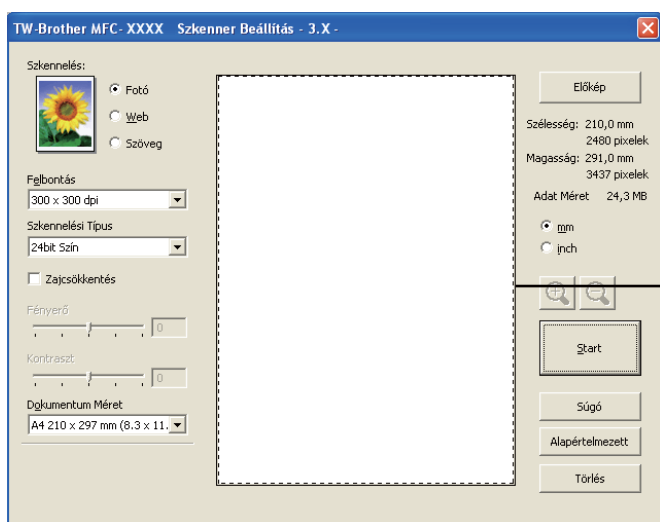 TW-Brother MFC- XXXX    Szkenner Beállítás - 3.X -
Szkennelés:
Fotó
Web
Szöveg
Felbontás
300 x 300 dpi
Szkennelési Típus
24bit Szín
Zajcsökkentés
Fényerő
0
Kontraszt
0
Dokumentum Méret
A4 210 x 297 mm (8.3 x 11.
Előkép
Szélesség: 210,0 mm
2480 pixelek
Magasság: 291,0 mm
3437 pixelek
Adat Méret 24,3 MB
mm
inch
Start
Súgó
Alapértelmezett
Törlés